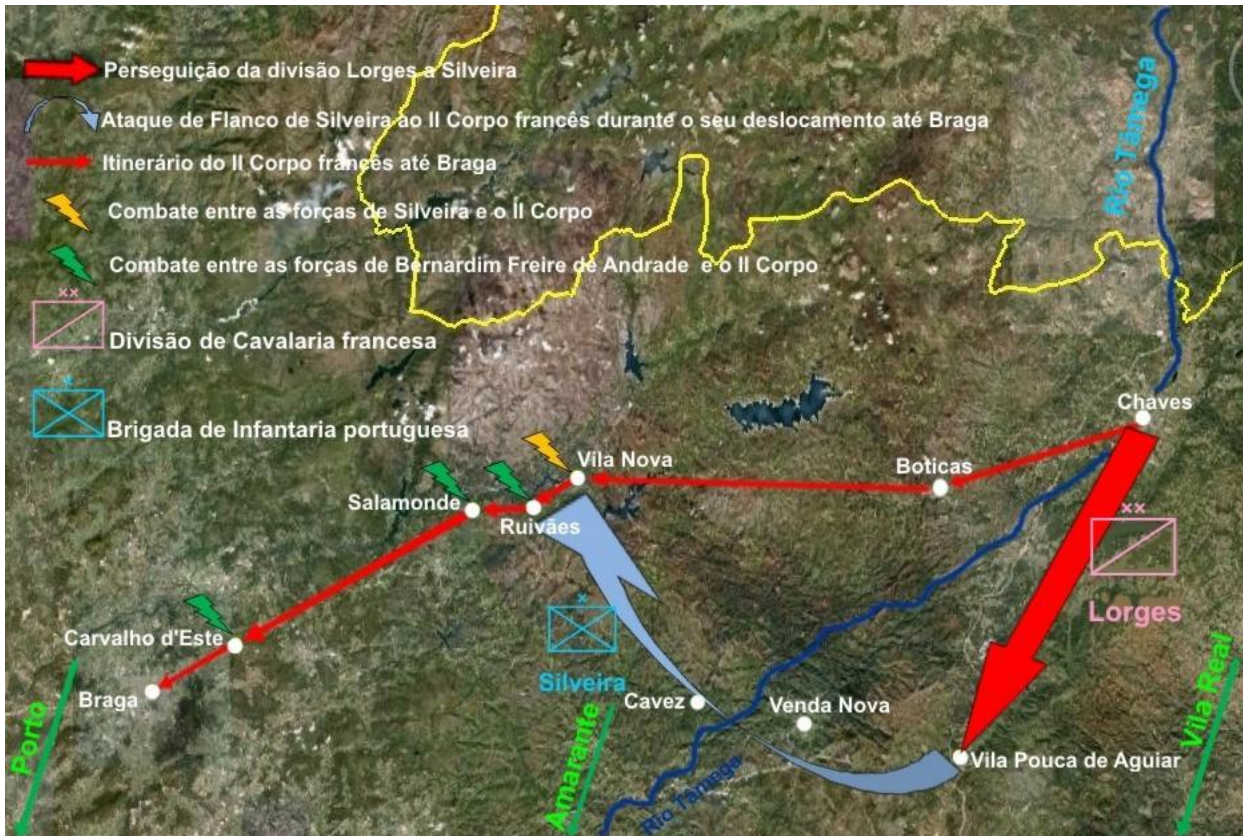 Perseguição da divisão Lorges a Silveira
Ataque de Flanco de Silveira ao II Corpo francês durante o seu deslocamento até Braga
Itinerário do II Corpo francês até Braga
Combate entre as forças de Silveira e o II Corpo
Combate entre as forças de Bernardim Freire de Andrade e o II Corpo
xx
Divisão de Cavalaria francesa
x
Brigada de Infantaria portuguesa
Rio Tâmega
Chaves
Boticas
Vila Nova
Salamonde
Ruivães
xx
Lorges
x
Silveira
Carvalho d'Este
Braga
Cavez
Venda Nova
Vila Pouca de Aguiar
Porto
Amarante
Rio Tâmega
Vila Real